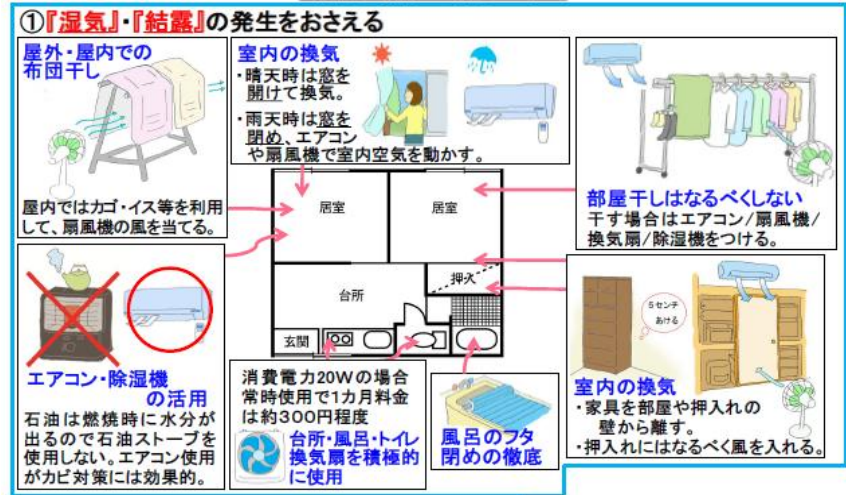 ①『湿気』・『結露』の発生をおさえる
屋外・屋内での
布団干し
屋内ではカゴ・イス等を利用
して、扇風機の風を当てる。
室内の換気
・晴天時は窓を
開けて換気。
・雨天時は窓を
閉め、エアコン
や扇風機で室内空気を動かす。
部屋干しはなるべくしない
干す場合はエアコン/扇風機/
換気扇/除湿機をつける。
居室
居室
押入
台所
玄関
エアコン・除湿機
の活用
石油は燃焼時に水分が
出るので石油ストーブを
使用しない。エアコン使用
がカビ対策には効果的。
消費電力20Wの場合
常時使用で1カ月料金
は約300円程度
台所・風呂・トイレ
換気扇を積極的
に使用
風呂のフタ
閉めの徹底
5センチ
あける
室内の換気
・家具を部屋や押入れの
壁から離す。
・押入れにはなるべく風を入れる。